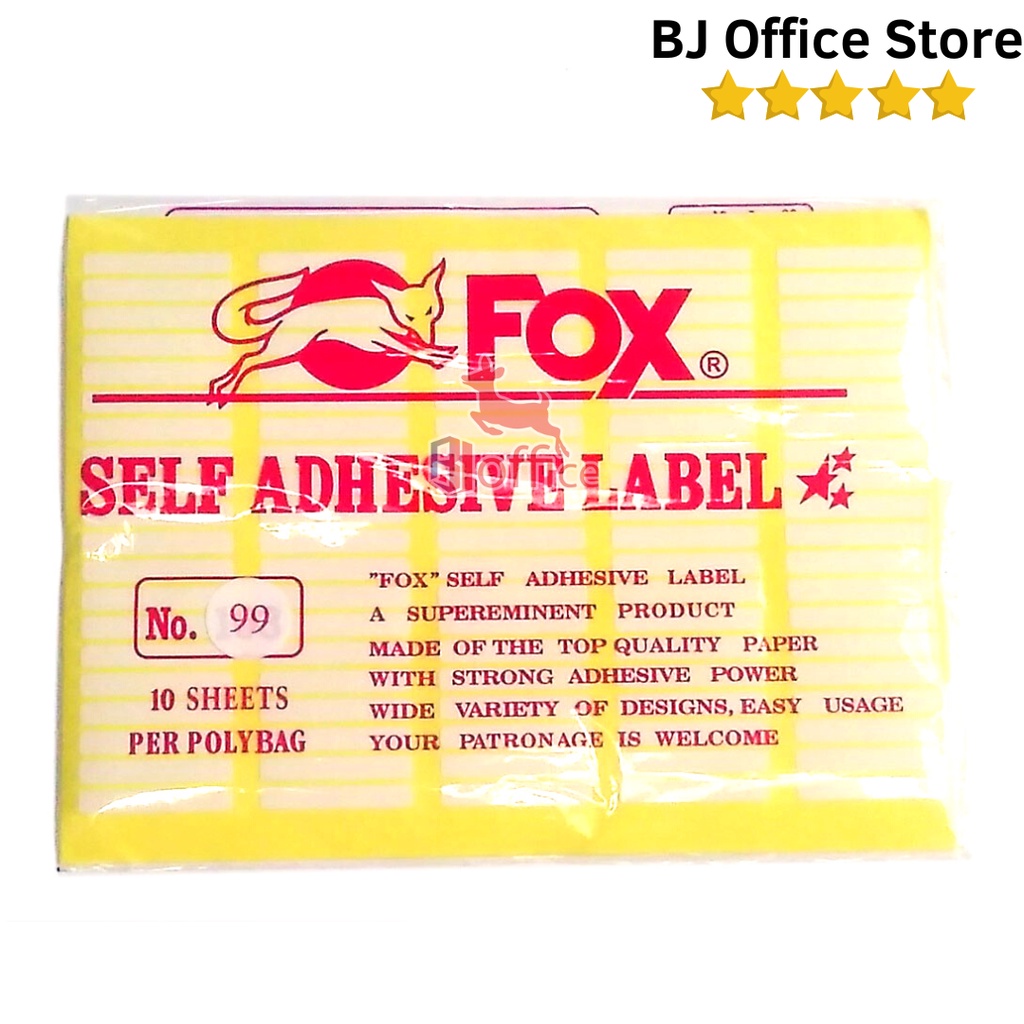 BJ Office Store
FOX®
SELF ADHESIVE LABEL
BJ office
No. 99
10 SHEETS
PER POLYBAG
"FOX" SELF ADHESIVE LABEL
A SUPEREMINENT PRODUCT
MADE OF THE TOP QUALITY PAPER
WITH STRONG ADHESIVE POWER
WIDE VARIETY OF DESIGNS, EASY USAGE
YOUR PATRONAGE IS WELCOME